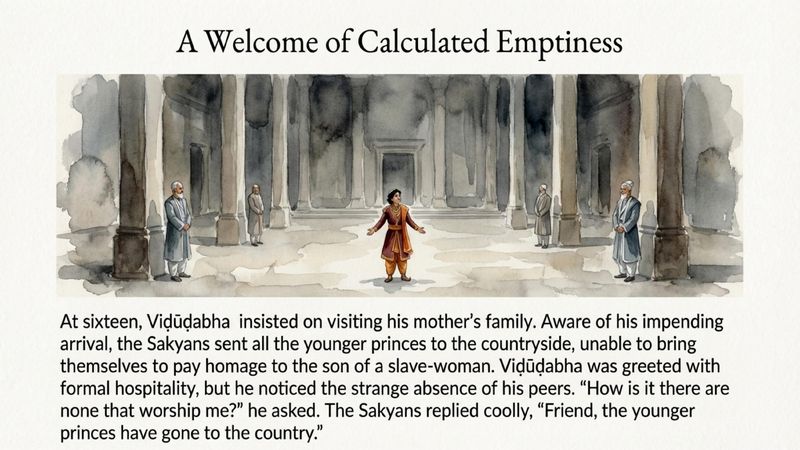 A Welcome of Calculated Emptiness
At sixteen, Viḍūḍabha  insisted on visiting his mother’s family. Aware of his impending
arrival, the Sakyans sent all the younger princes to the countryside, unable to bring
themselves to pay homage to the son of a slave-woman. Viḍūḍabha was greeted with
formal hospitality, but he noticed the strange absence of his peers. “How is it there are
none that worship me?” he asked. The Sakyans replied coolly, “Friend, the younger
princes have gone to the country.”